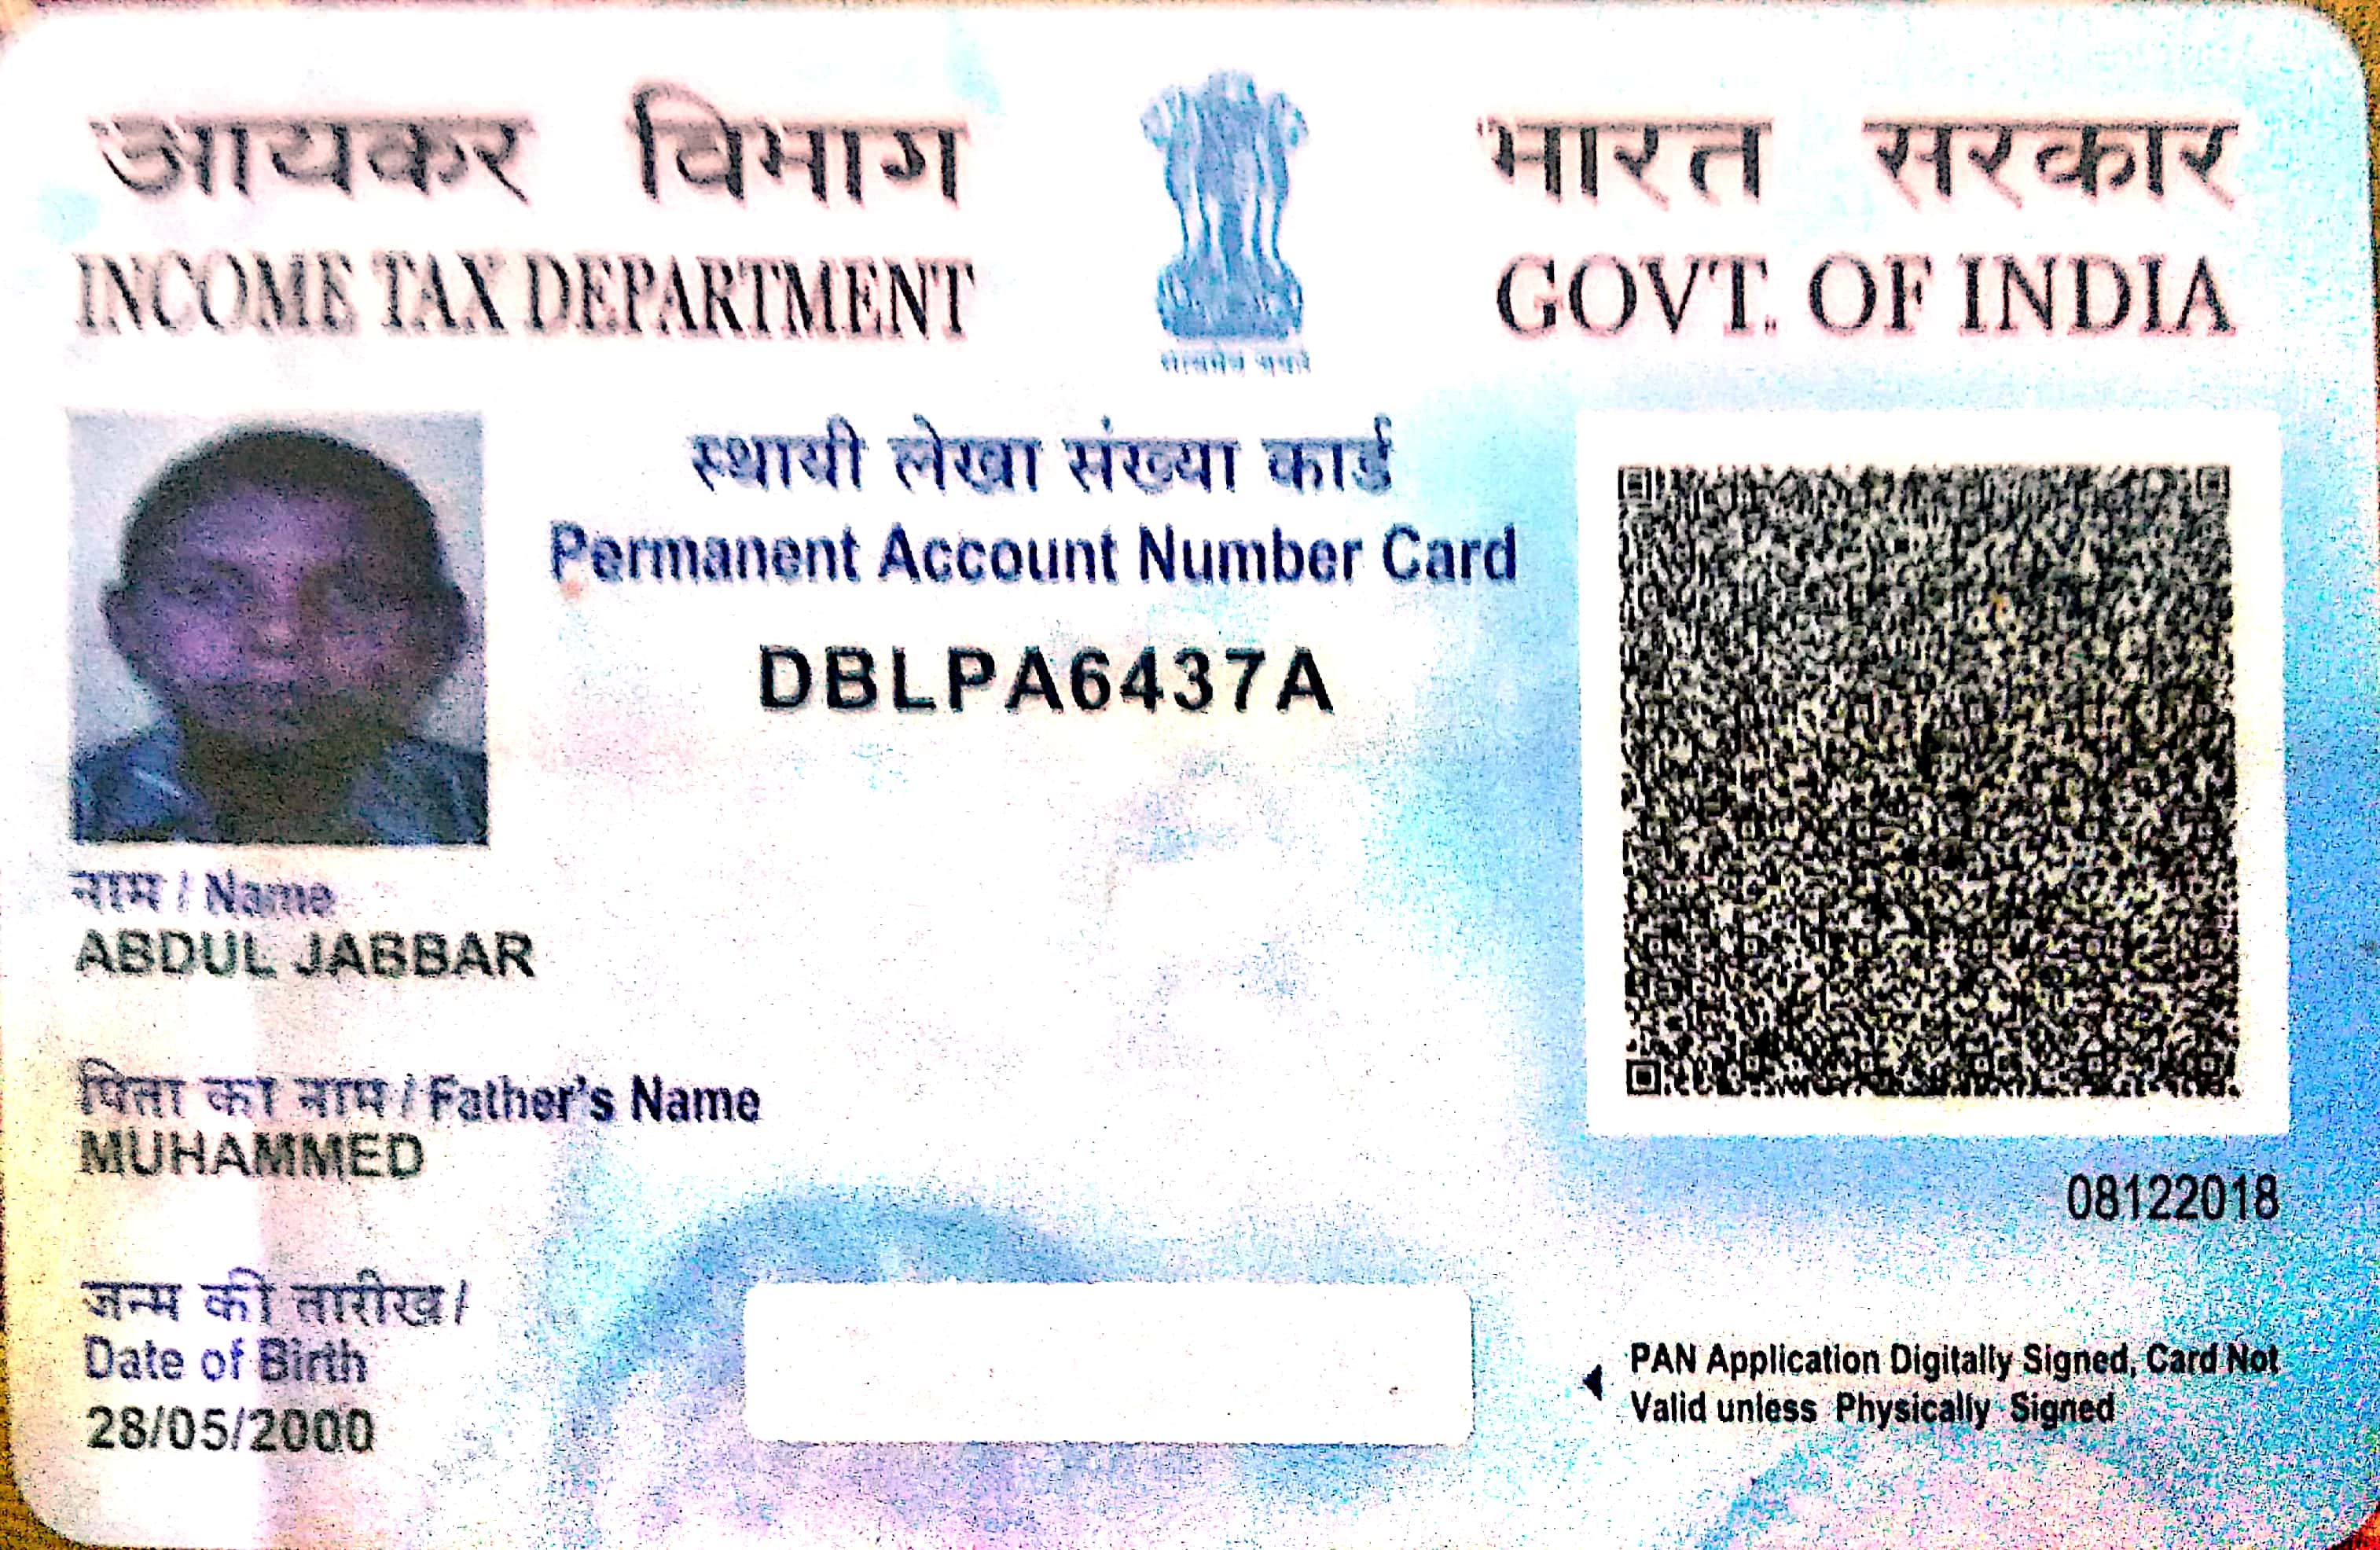 आयकर विभाग
INCOME TAX DEPARTMENT
भारत सरकार
GOVT. OF INDIA
सत्यमेव जयते
स्थायी लेखा संख्या कार्ड
Permanent Account Number Card
DBLPA6437A
नाम / Name
ABDUL JABBAR
पिता का नाम / Father's Name
MUHAMMED
जन्म की तारीख /
Date of Birth
28/05/2000
08122018
PAN Application Digitally Signed, Card Not
Valid unless Physically Signed